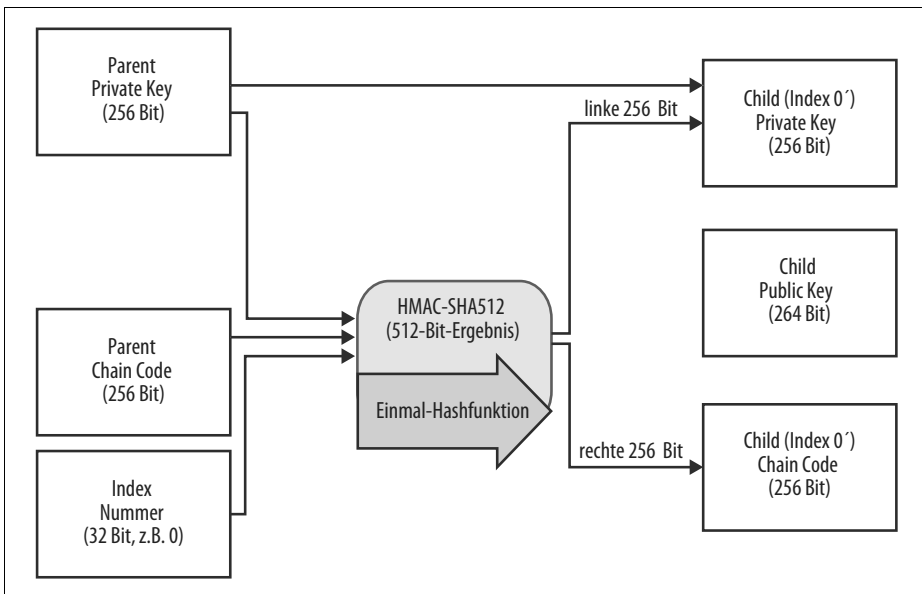 Parent
Private Key
(256 Bit)
linke 256 Bit
Child (Index 0´)
Private Key
(256 Bit)
Child
Public Key
(264 Bit)
HMAC-SHA512
(512-Bit-Ergebnis)
Parent
Chain Code
(256 Bit)
Einmal-Hashfunktion
rechte 256 Bit
Child (Index 0´)
Chain Code
(256 Bit)
Index
Nummer
(32 Bit, z.B. 0)